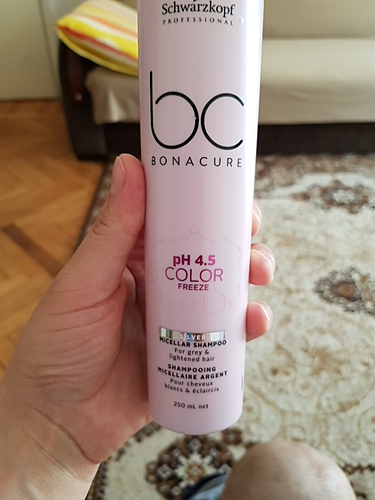 Schwarzkopf
PROFESSIONAL
bc
BONACURE
pH 4.5
COLOR
FREEZE
SILVER
MICELLAR SHAMPOO
For grey &
lightened hair
SHAMPOOING
MICELLAIRE ARGENT
Pour cheveux
blancs & éclaircis
250 mL net